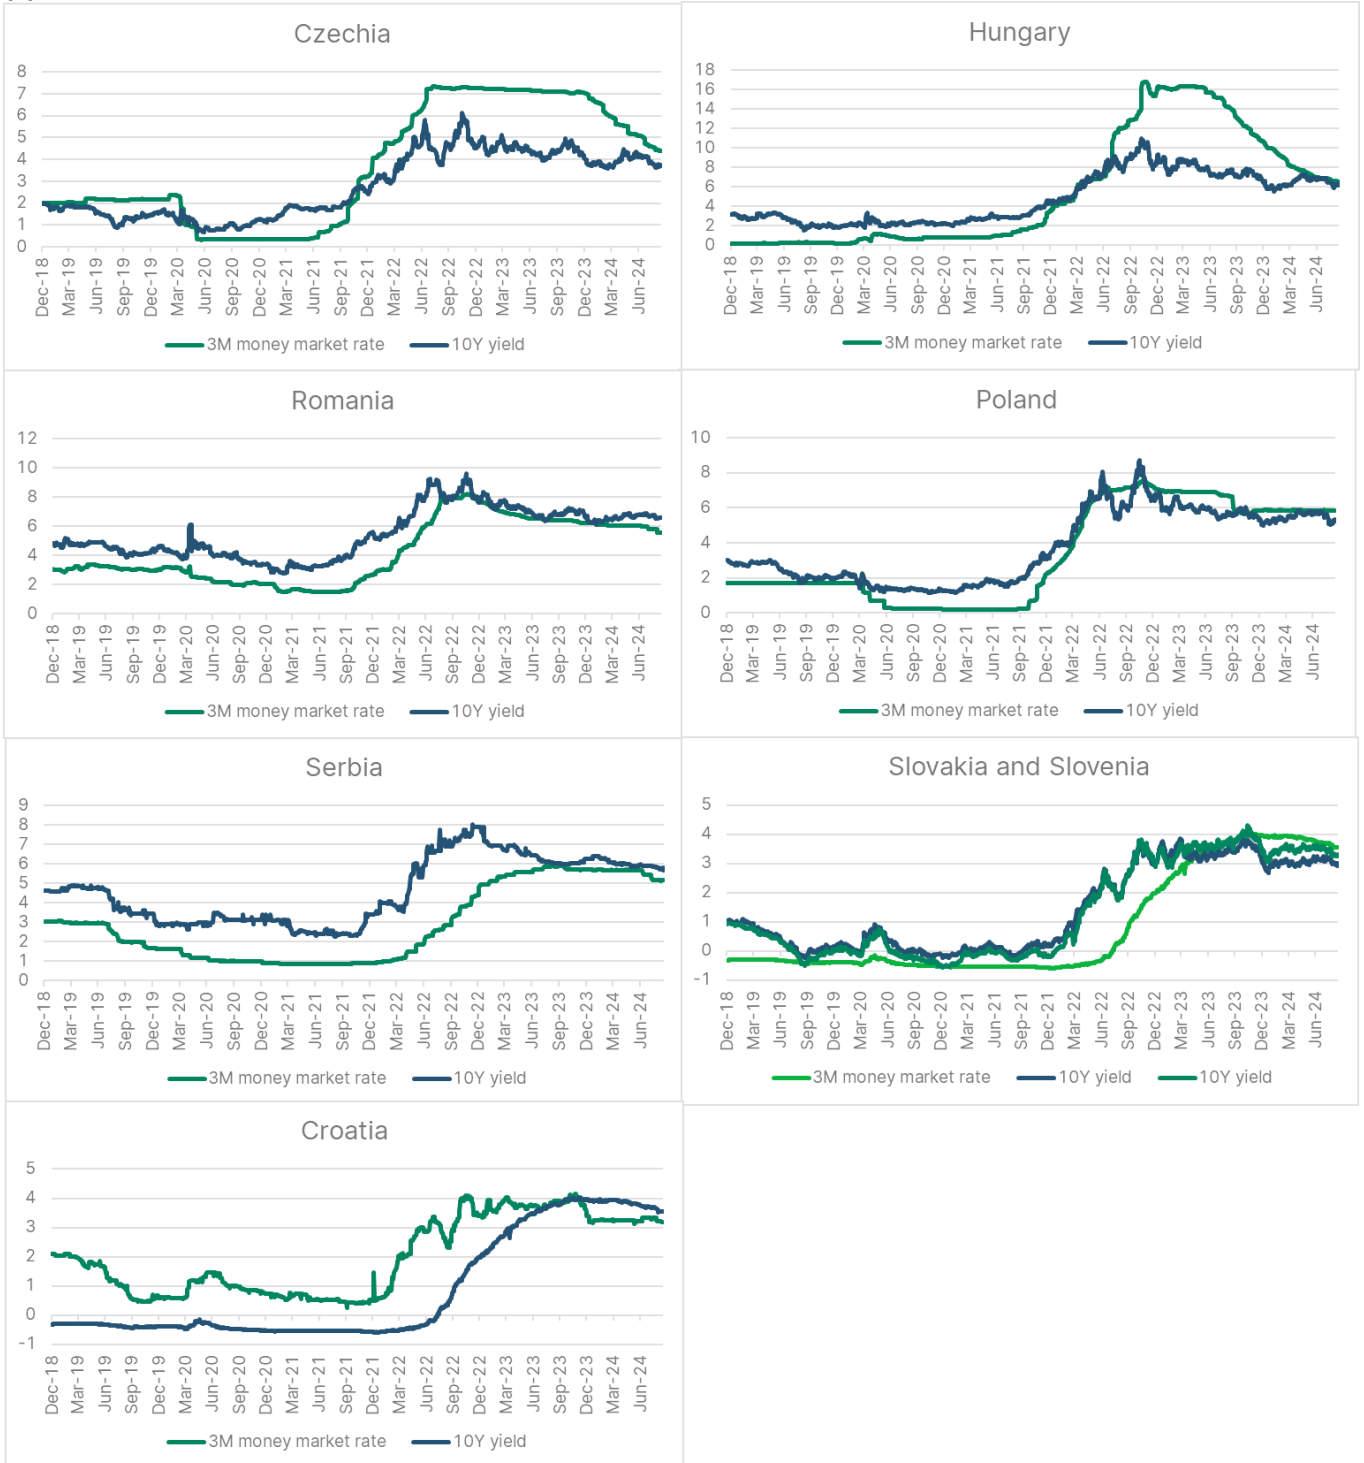 Czechia
8
7
6
5
4
3
2
1
0
Dec-18 Mar-19 Jun-19 Sep-19 Dec-19 Mar-20 Jun-20 Sep-20 Dec-20 Mar-21 Jun-21 Sep-21 Dec-21 Mar-22 Jun-22 Sep-22 Dec-22 Mar-23 Jun-23 Sep-23 Dec-23 Mar-24 Jun-24
3M money market rate 10Y yield
Hungary
18
16
14
12
10
8
6
4
2
0
Dec-18 Mar-19 Jun-19 Sep-19 Dec-19 Mar-20 Jun-20 Sep-20 Dec-20 Mar-21 Jun-21 Sep-21 Dec-21 Mar-22 Jun-22 Sep-22 Dec-22 Mar-23 Jun-23 Sep-23 Dec-23 Mar-24 Jun-24
3M money market rate 10Y yield
Romania
12
10
8
6
4
2
0
Dec-18 Mar-19 Jun-19 Sep-19 Dec-19 Mar-20 Jun-20 Sep-20 Dec-20 Mar-21 Jun-21 Sep-21 Dec-21 Mar-22 Jun-22 Sep-22 Dec-22 Mar-23 Jun-23 Sep-23 Dec-23 Mar-24 Jun-24
3M money market rate 10Y yield
Poland
10
8
6
4
2
0
Dec-18 Mar-19 Jun-19 Sep-19 Dec-19 Mar-20 Jun-20 Sep-20 Dec-20 Mar-21 Jun-21 Sep-21 Dec-21 Mar-22 Jun-22 Sep-22 Dec-22 Mar-23 Jun-23 Sep-23 Dec-23 Mar-24 Jun-24
3M money market rate 10Y yield
Serbia
9
8
7
6
5
4
3
2
1
0
Dec-18 Mar-19 Jun-19 Sep-19 Dec-19 Mar-20 Jun-20 Sep-20 Dec-20 Mar-21 Jun-21 Sep-21 Dec-21 Mar-22 Jun-22 Sep-22 Dec-22 Mar-23 Jun-23 Sep-23 Dec-23 Mar-24 Jun-24
3M money market rate 10Y yield
Slovakia and Slovenia
5
4
3
2
1
0
-1
Dec-18 Mar-19 Jun-19 Sep-19 Dec-19 Mar-20 Jun-20 Sep-20 Dec-20 Mar-21 Jun-21 Sep-21 Dec-21 Mar-22 Jun-22 Sep-22 Dec-22 Mar-23 Jun-23 Sep-23 Dec-23 Mar-24 Jun-24
3M money market rate 10Y yield 10Y yield
Croatia
5
4
3
2
1
0
-1
Dec-18 Mar-19 Jun-19 Sep-19 Dec-19 Mar-20 Jun-20 Sep-20 Dec-20 Mar-21 Jun-21 Sep-21 Dec-21 Mar-22 Jun-22 Sep-22 Dec-22 Mar-23 Jun-23 Sep-23 Dec-23 Mar-24 Jun-24
3M money market rate 10Y yield